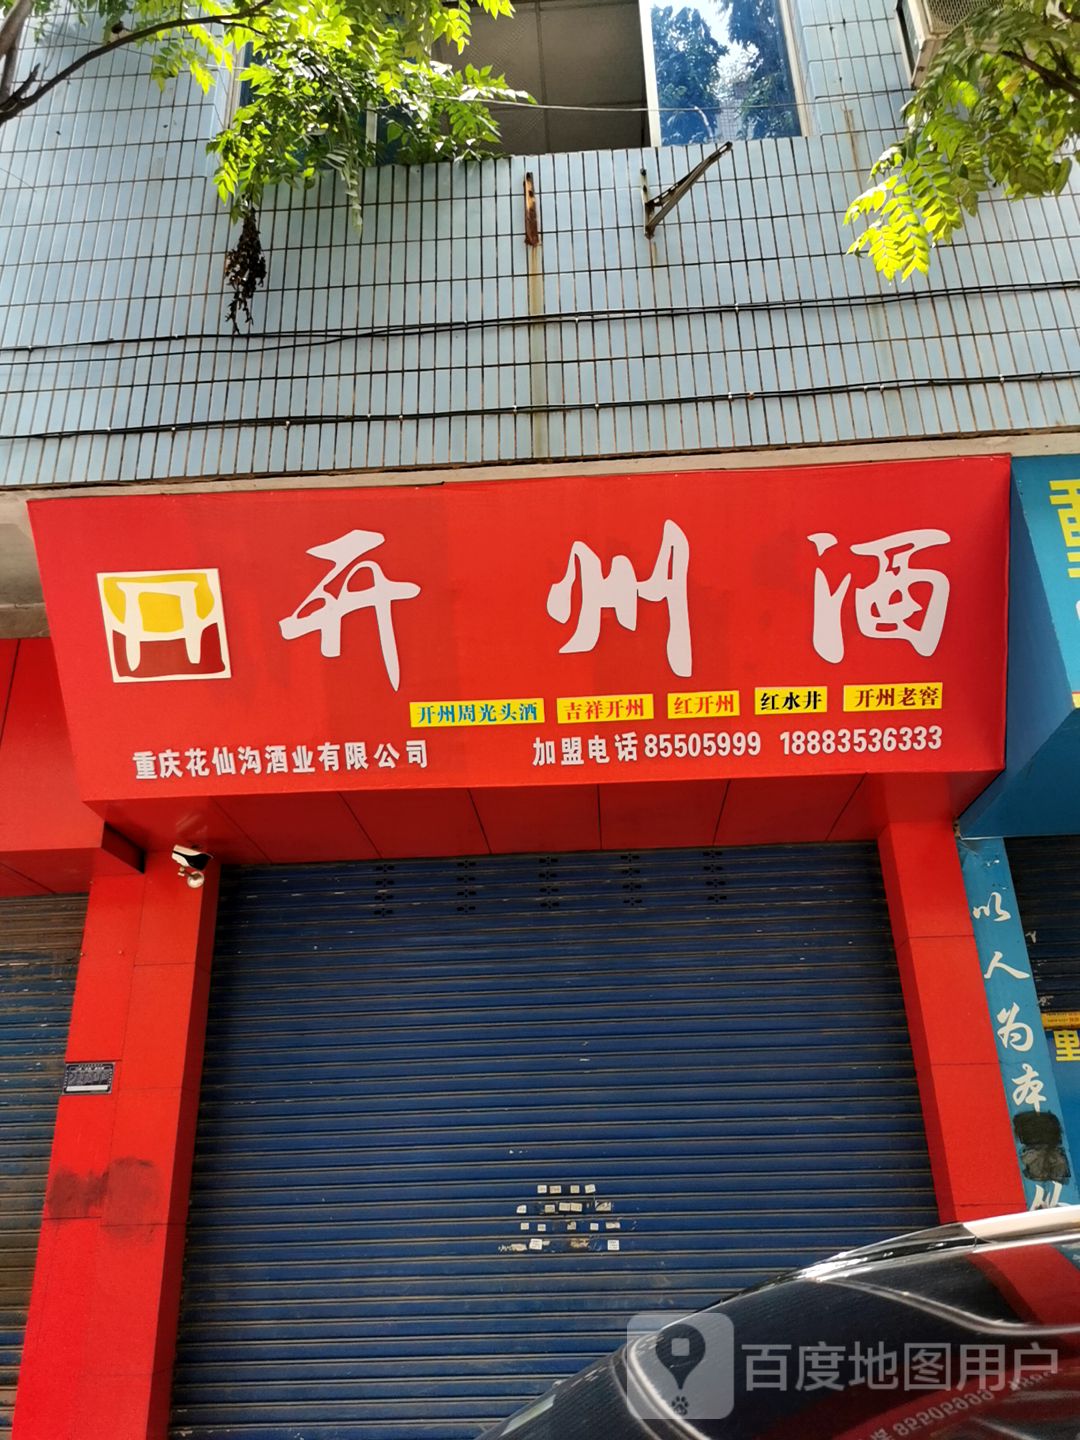 开州酒
开州周光头酒 吉祥开州 红开州 红水井 开州老窖
重庆花仙沟酒业有限公司 加盟电话85505999 18883536333
以人为本
百度地图用户